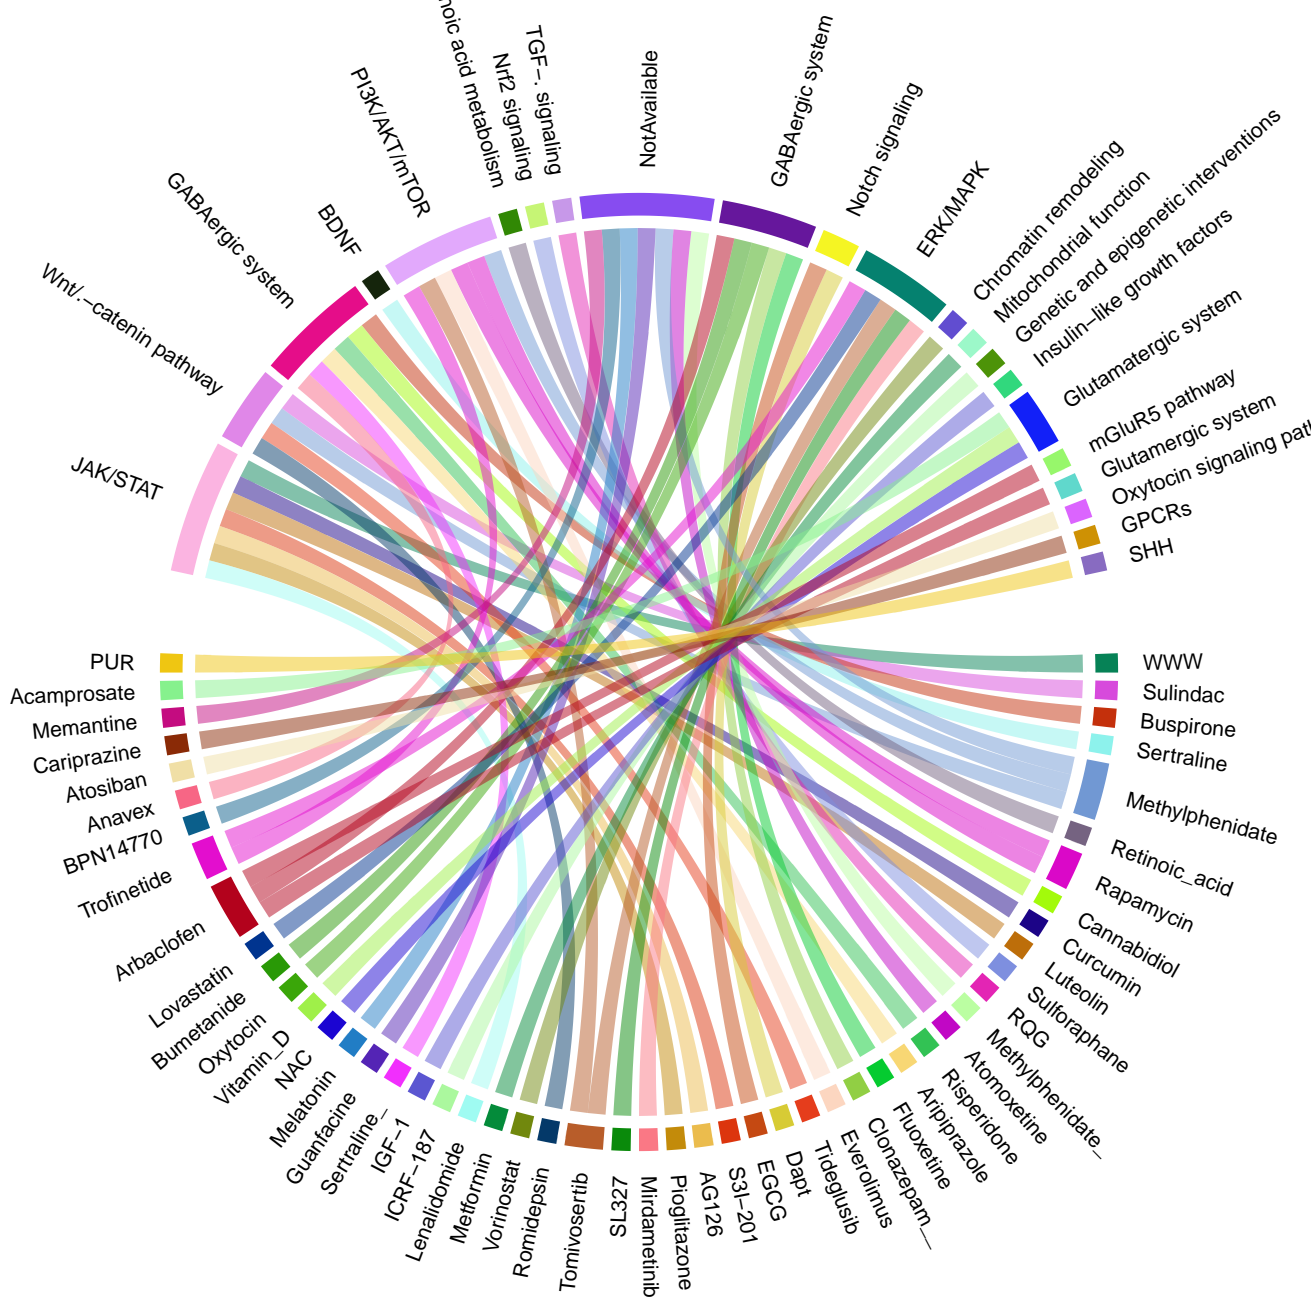 JAK/STAT
Wnt/.−catenin pathway
GABAergic system
BDNF
PI3K/AKT/mTOR
acid metabolism
Nrf2 signaling
TGF−. signaling
NotAvailable
GABAergic system
Notch signaling
ERK/MAPK
Chromatin remodeling
Mitochondrial function
Genetic and epigenetic interventions
Insulin−like growth factors
Glutamatergic system
mGluR5 pathway
Glutamergic system
Oxytocin signaling
GPCRs
SHH
WWW
Sulindac
Buspirone
Sertraline
Methylphenidate
Retinoic_acid
Rapamycin
Cannabidiol
Curcumin
Luteolin
Sulforaphane
RQG
Methylphenidate_
Atomoxetine
Risperidone
Aripiprazole
Fluoxetine
Clonazepam__
Everolimus
Tideglusib
Dapt
EGCG
S3I−201
AG126
Pioglitazone
Mirdametinib
SL327
Tomivosertib
Romidepsin
Vorinostat
Metformin
Lenalidomide
ICRF−187
IGF−1
Sertraline_
Guanfacine
Melatonin
NAC
Vitamin_D
Oxytocin
Bumetanide
Lovastatin
Arbaclofen
Trofinetide
BPN14770
Anavex
Atosiban
Cariprazine
Memantine
Acamprosate
PUR